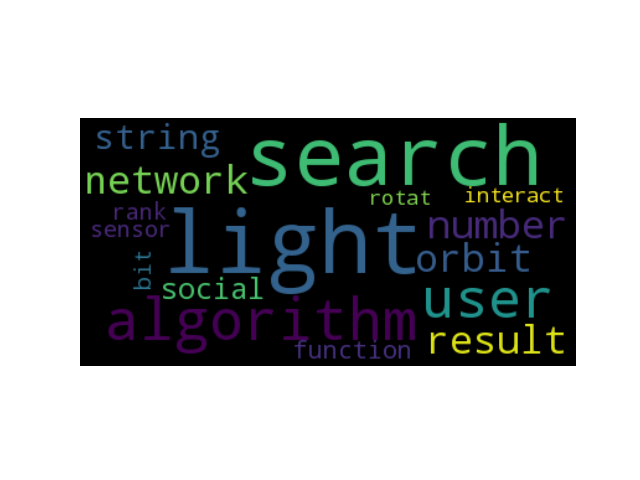 string
search
network
rotat
interact
rank
light
number
sensor
orbit
bit
social
user
algorithm
result
function